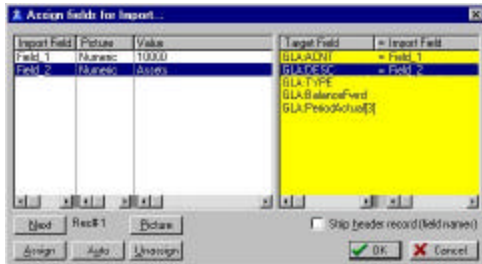 Assign fields for Import...
Import Field Picture Value
Field_1 Numeric 10000
Field_2 Numeric Assets
Target Field = Import Field
GLA:ACNT = Field_1
GLA:DESC = Field_2
GLA:TYPE
GLA:BalanceFwrd
GLA:PeriodActual[3]
Next Rec# 1 Picture
Skip header record (field names)
Assign Auto Unassign
OK Cancel